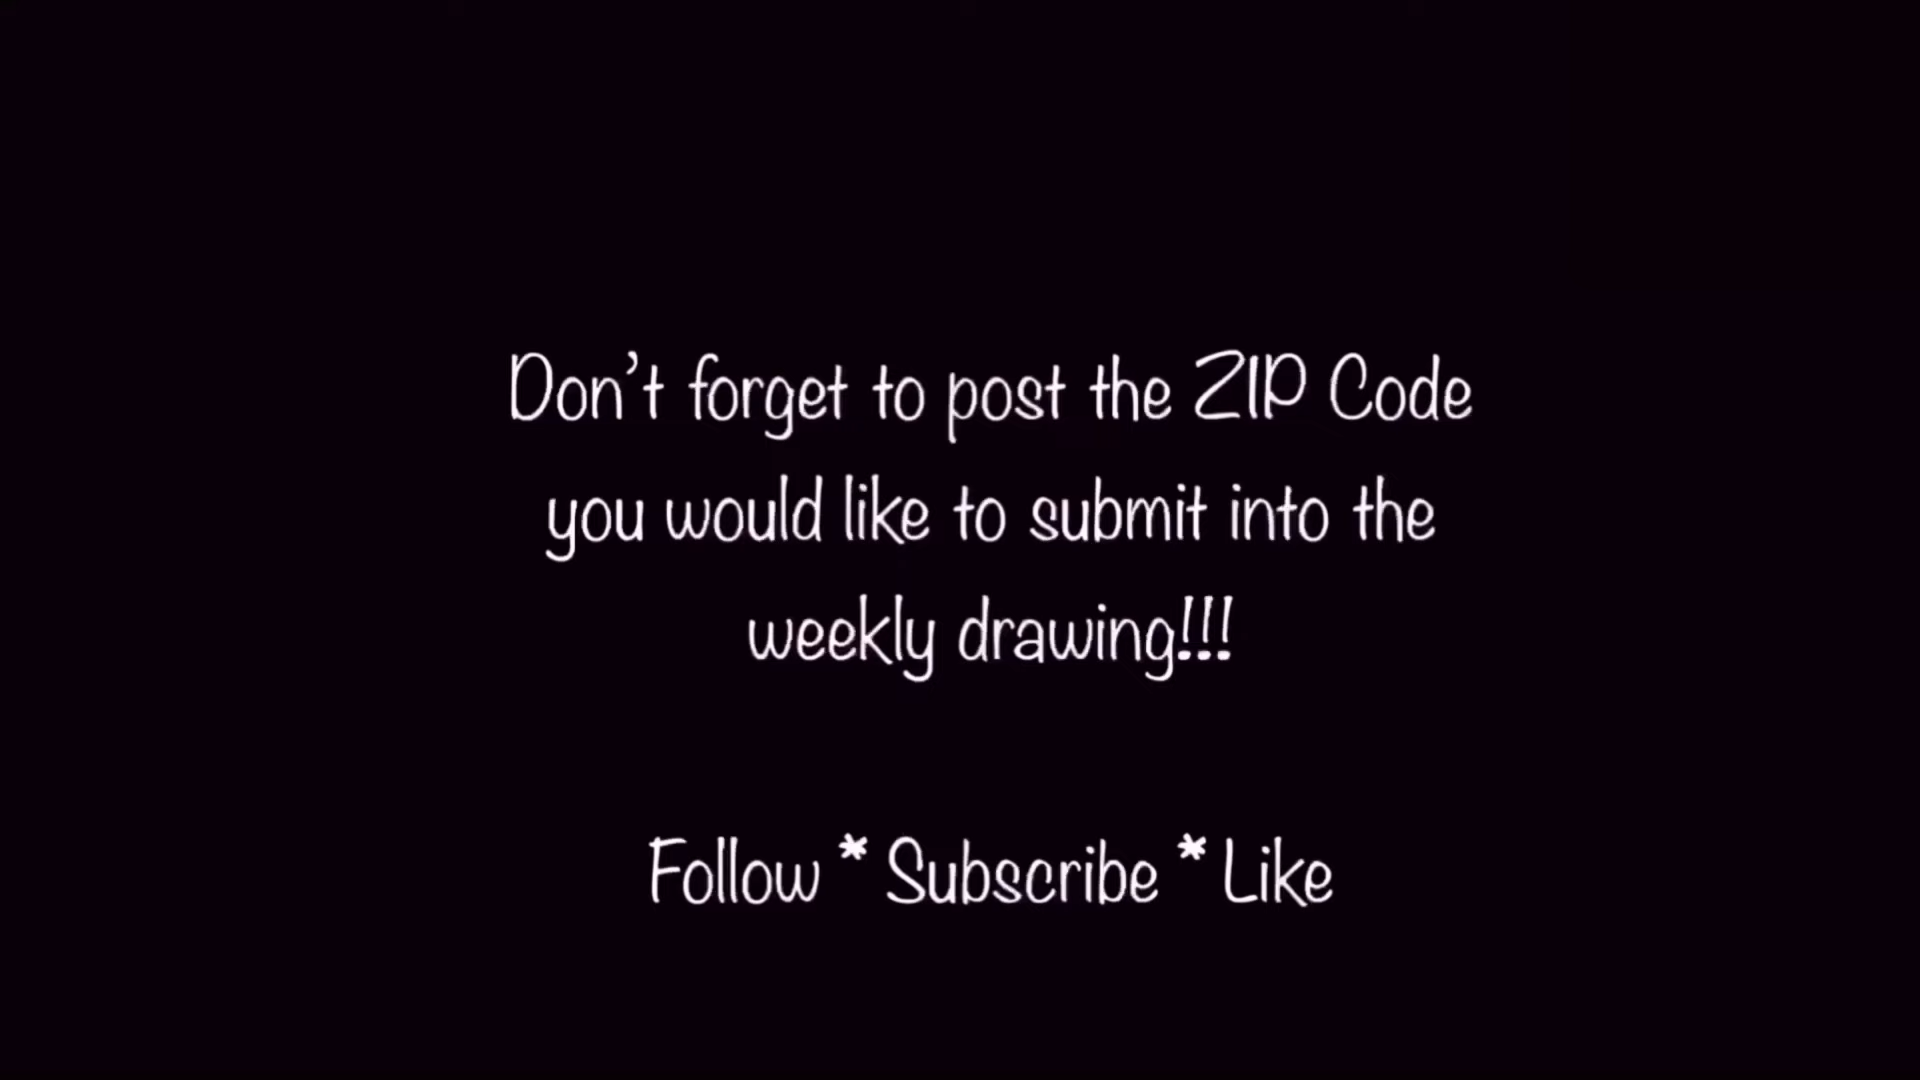 Don't forget to post the ZIP Code
you would like to submit into the
weekly drawing!!!
Follow * Subscribe * Like